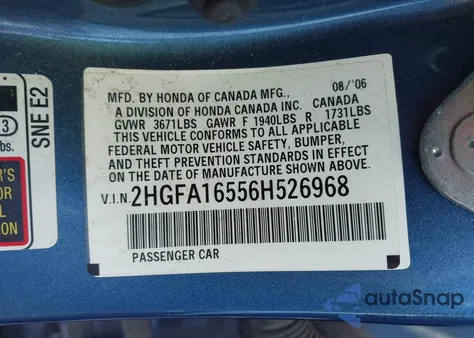 MFD. BY HONDA OF CANADA MFG., 08/'06
A DIVISION OF HONDA CANADA INC. CANADA
GVWR 3671LBS GAWR F 1940LBS R 1731LBS
THIS VEHICLE CONFORMS TO ALL APPLICABLE
FEDERAL MOTOR VEHICLE SAFETY, BUMPER,
AND THEFT PREVENTION STANDARDS IN EFFECT
ON THE DATE OF MANUFACTURE SHOWN ABOVE.
V.I.N. 2HGFA16556H526968
PASSENGER CAR
SNE E2
3
lbs.
autoSnap